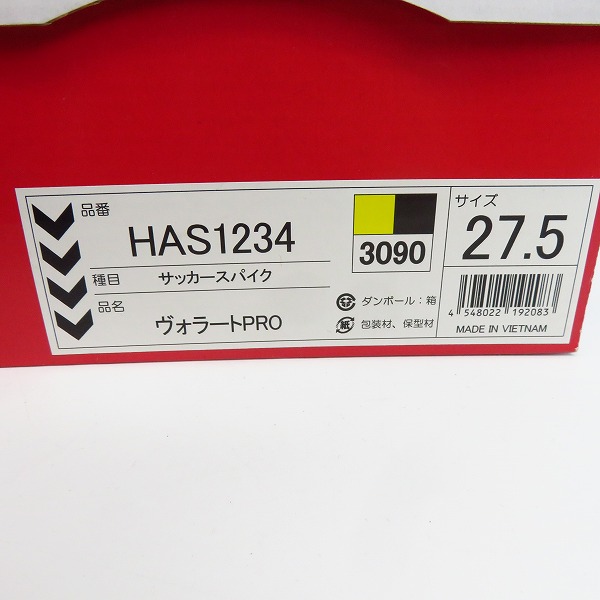 品番
HAS1234
種目 サッカースパイク
品名
ヴォラートPRO
3090
ダンボール：箱
紙 包装材、保型材
サイズ
27.5
4 548022 192083
MADE IN VIETNAM